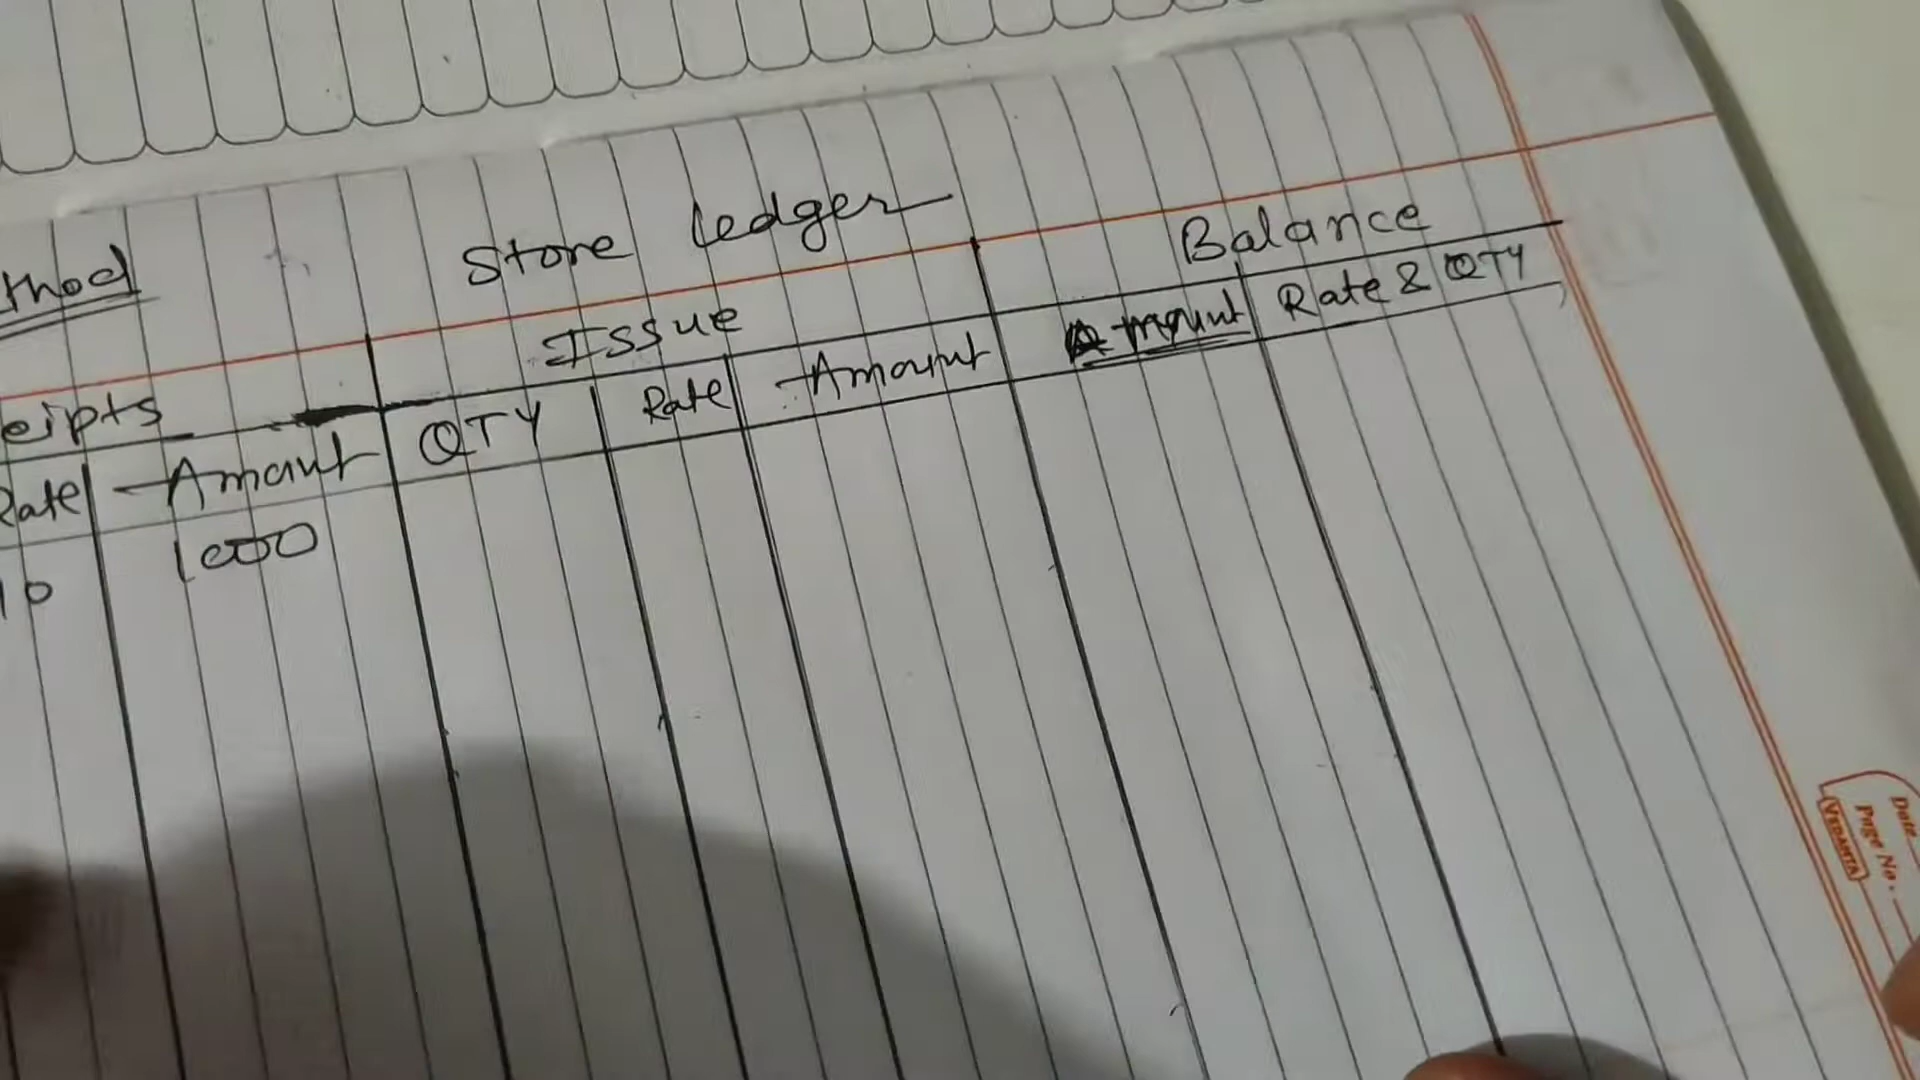 thod Store ledger
eipts Issue Balance
Rate Amount QTY Rate Amount Amount Rate & QTY
10 1000
Date
Page No.
VEDANTA